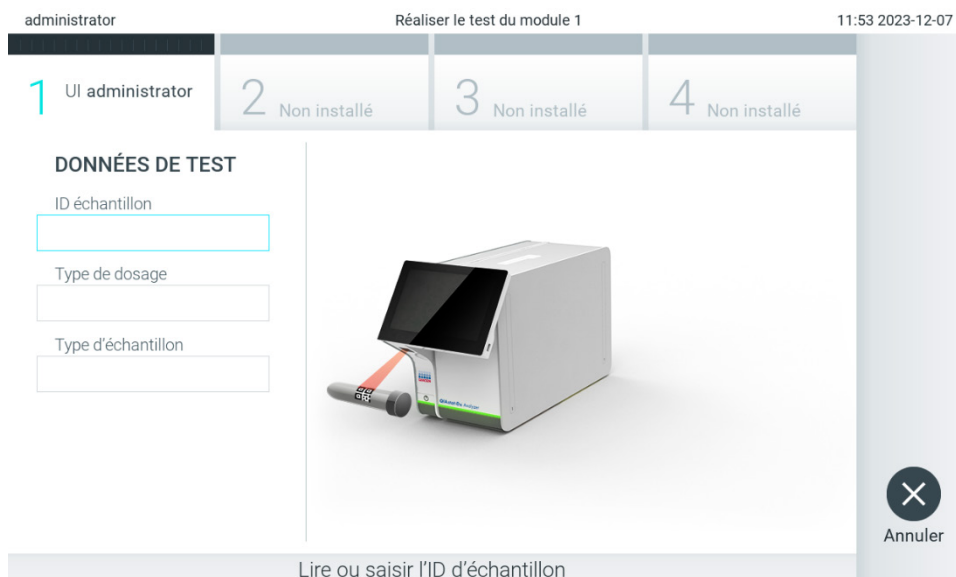 administrator
Réaliser le test du module 1
11:53 2023-12-07
1 UI administrator
2 Non installé
3 Non installé
4 Non installé
DONNÉES DE TEST
ID échantillon
Type de dosage
Type d'échantillon
Annuler
Lire ou saisir l'ID d'échantillon